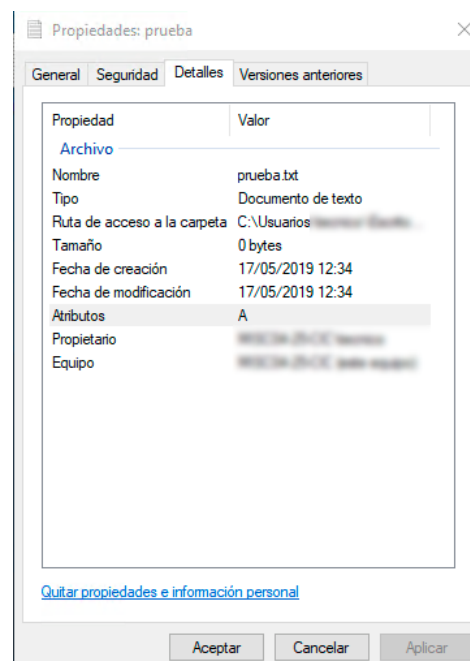 Propiedades: prueba
General Seguridad Detalles Versiones anteriores
Propiedad Valor
Archivo
Nombre prueba.txt
Tipo Documento de texto
Ruta de acceso a la carpeta C:\Usuarios
Tamaño 0 bytes
Fecha de creación 17/05/2019 12:34
Fecha de modificación 17/05/2019 12:34
Atributos A
Propietario
Equipo
Quitar propiedades e información personal
Aceptar Cancelar Aplicar